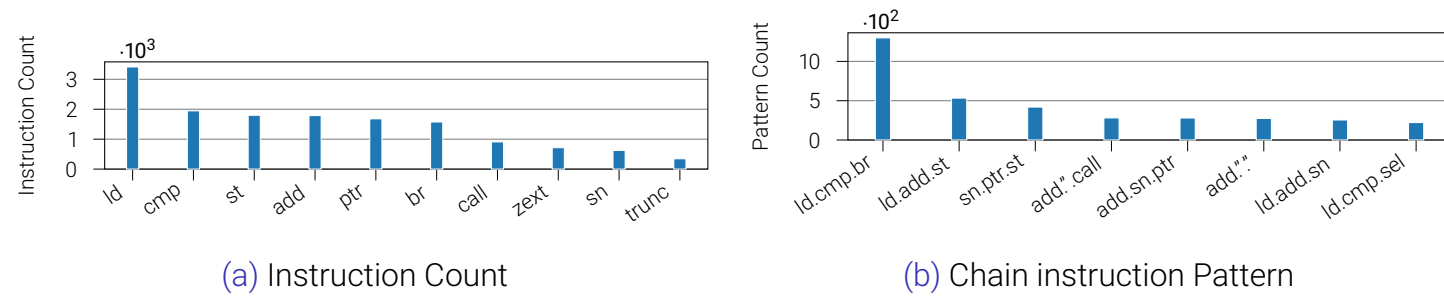 ·10³
Instruction Count
3
2
1
0
ld
cmp
st
add
ptr
br
call
zext
sn
trunc
(a) Instruction Count
·10²
Pattern Count
10
5
0
ld.cmp.br
ld.add.st
sn.ptr.st
add.”.call
add.sn.ptr
add.”.”
ld.add.sn
ld.cmp.sel
(b) Chain instruction Pattern